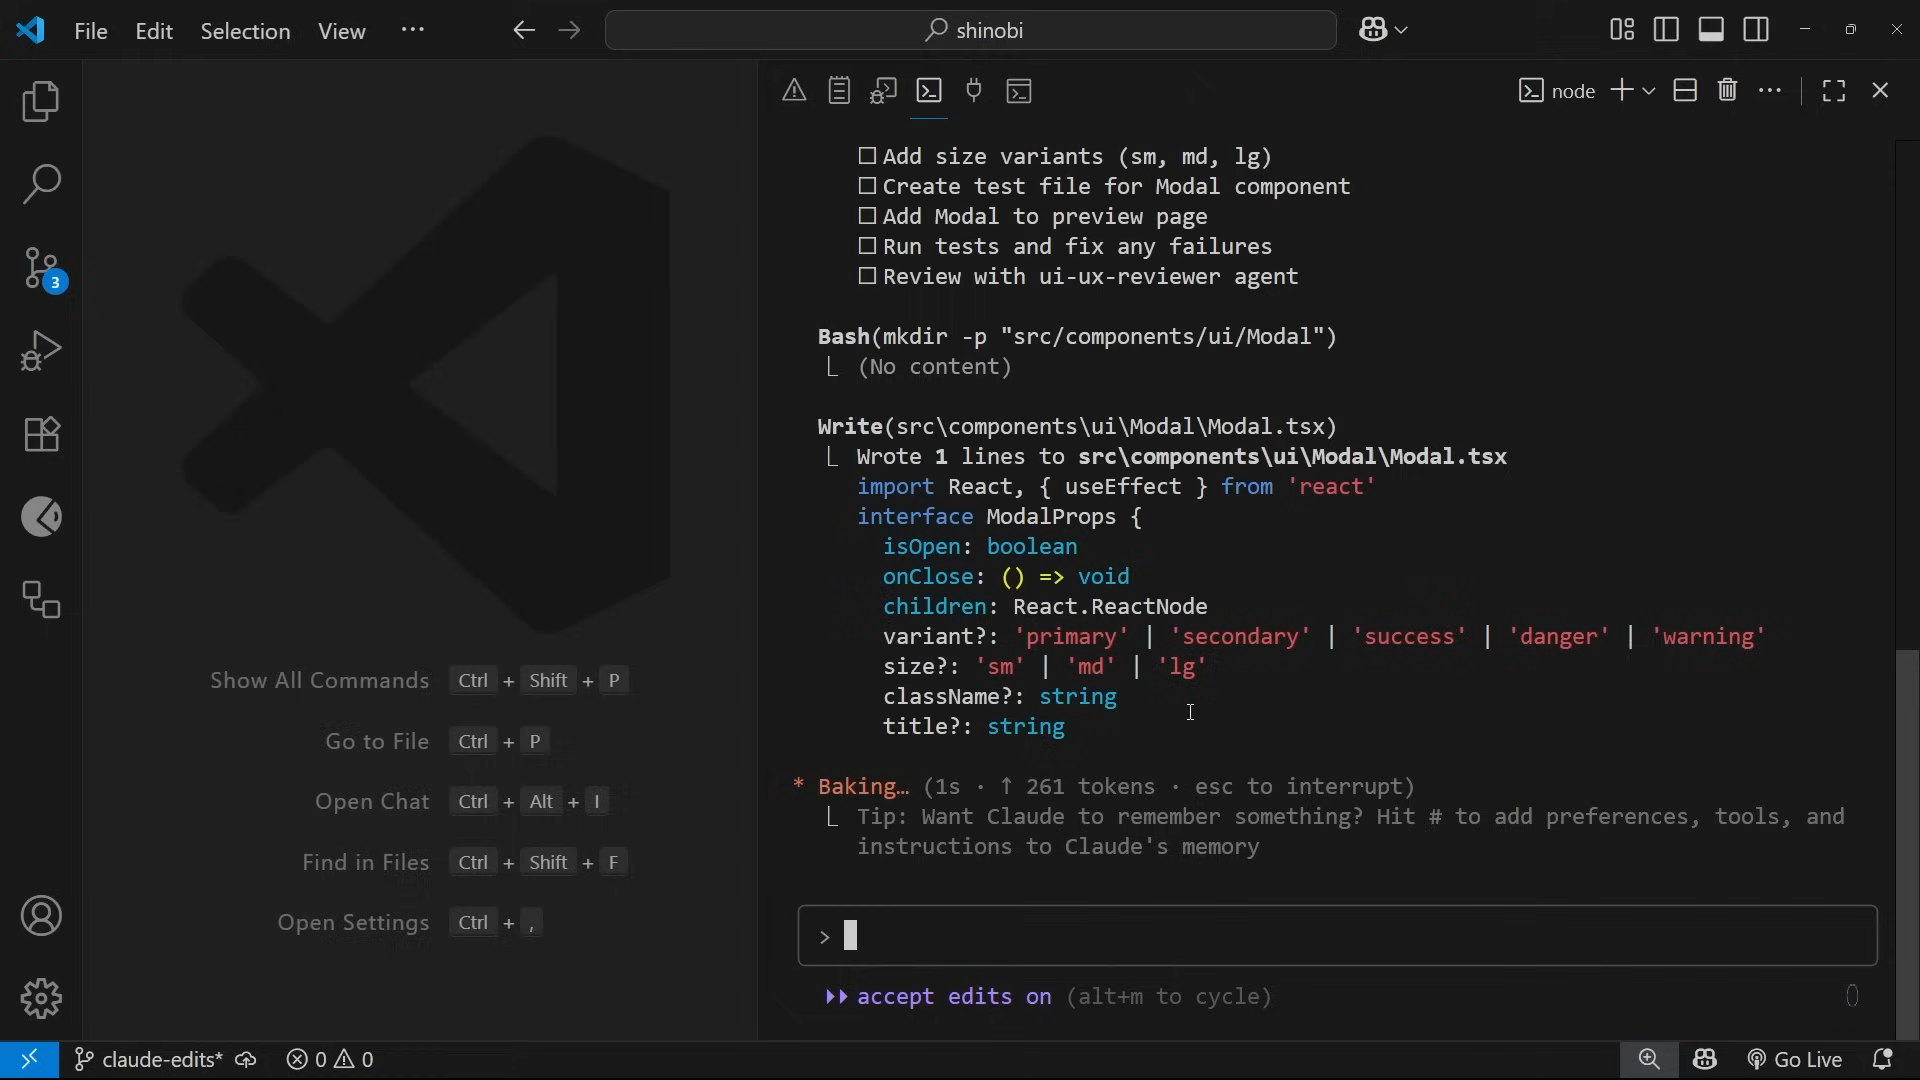 File Edit Selection View ···
shinobi
node
☐ Add size variants (sm, md, lg)
☐ Create test file for Modal component
☐ Add Modal to preview page
☐ Run tests and fix any failures
☐ Review with ui-ux-reviewer agent
Bash(mkdir -p "src/components/ui/Modal")
⎿ (No content)
Write(src\components\ui\Modal\Modal.tsx)
⎿ Wrote 1 lines to src\components\ui\Modal\Modal.tsx
import React, { useEffect } from 'react'
interface ModalProps {
isOpen: boolean
onClose: () => void
children: React.ReactNode
variant?: 'primary' | 'secondary' | 'success' | 'danger' | 'warning'
size?: 'sm' | 'md' | 'lg'
className?: string
title?: string
* Baking… (1s · ↑ 261 tokens · esc to interrupt)
⎿ Tip: Want Claude to remember something? Hit # to add preferences, tools, and
instructions to Claude's memory
>
accept edits on (alt+m to cycle)
3
Show All Commands Ctrl + Shift + P
Go to File Ctrl + P
Open Chat Ctrl + Alt + I
Find in Files Ctrl + Shift + F
Open Settings Ctrl + ,
claude-edits* 0 0
Go Live